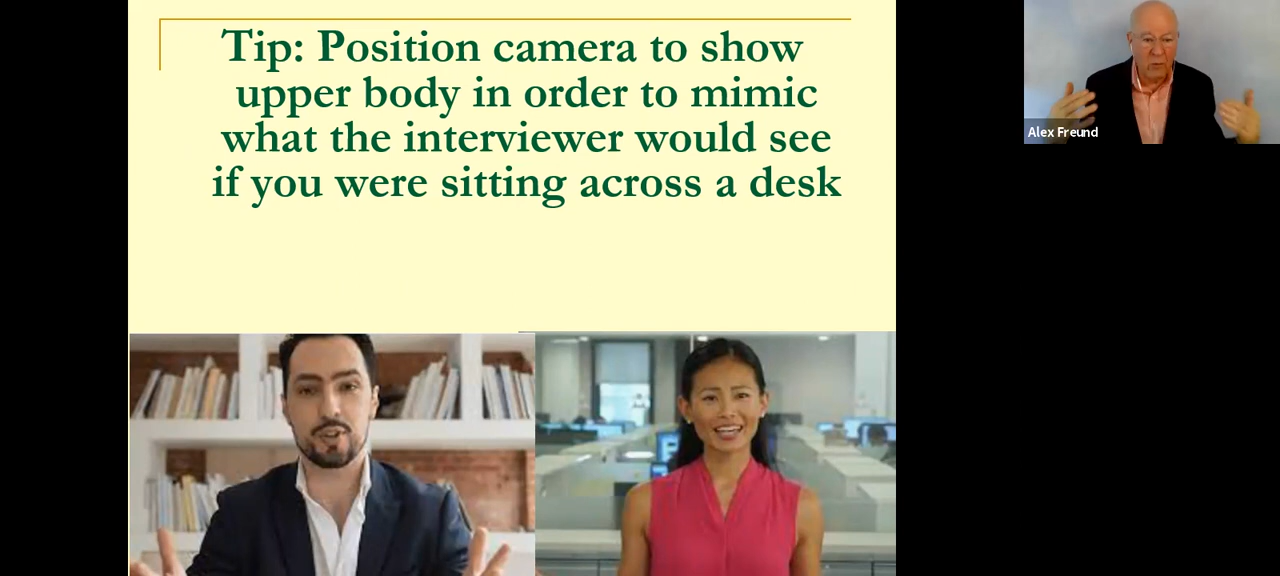 Tip: Position camera to show
upper body in order to mimic
what the interviewer would see
if you were sitting across a desk
Alex Freund